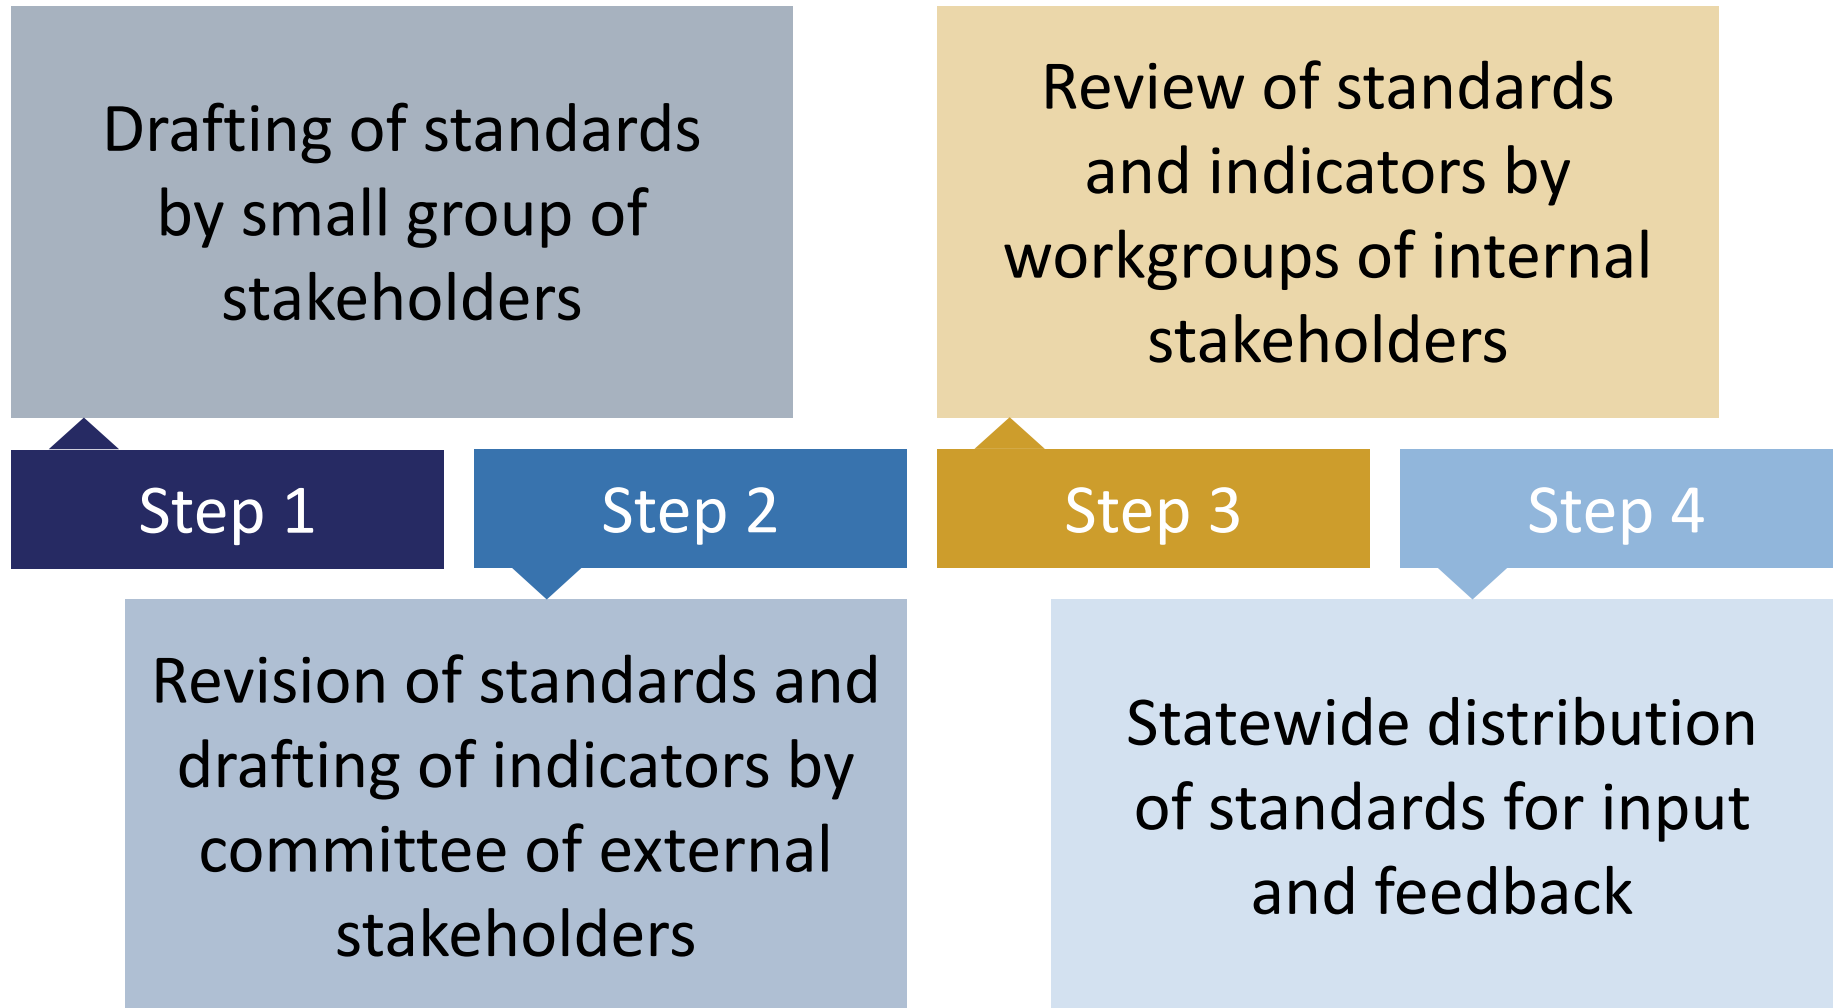 Drafting of standards
by small group of
stakeholders
Review of standards
and indicators by
workgroups of internal
stakeholders
Step 1
Step 2
Step 3
Step 4
Revision of standards and
drafting of indicators by
committee of external
stakeholders
Statewide distribution
of standards for input
and feedback